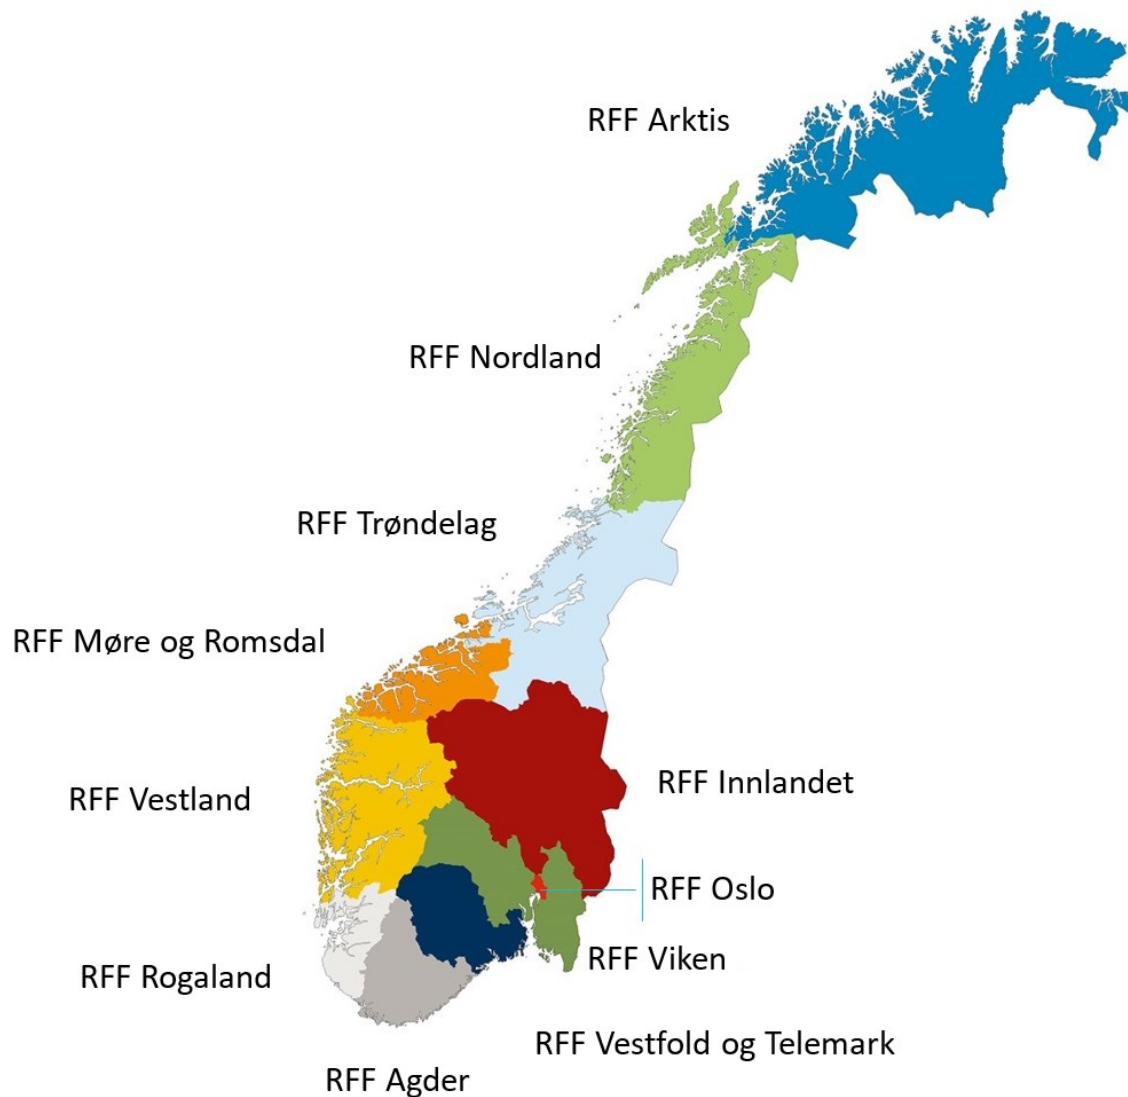 RFF Arktis
RFF Nordland
RFF Trøndelag
RFF Møre og Romsdal
RFF Vestland
RFF Innlandet
RFF Oslo
RFF Viken
RFF Rogaland
RFF Vestfold og Telemark
RFF Agder